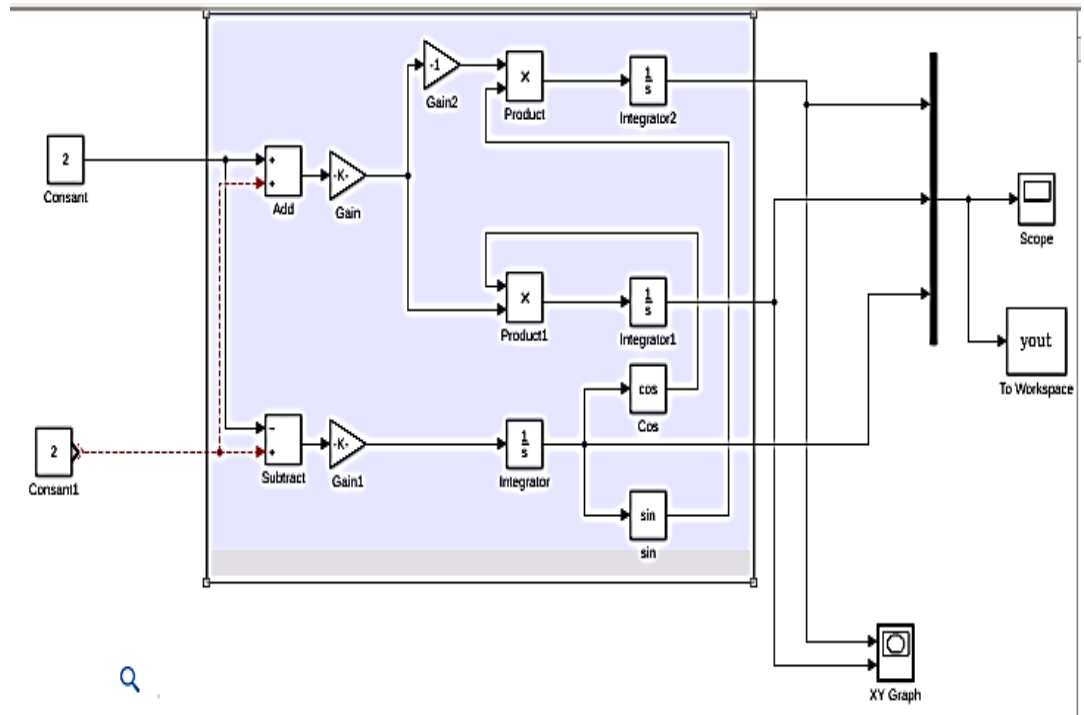 -1
Gain2
×
Product
1
s
Integrator2
2
Consant
+
+
Add
-K-
Gain
Scope
×
Product1
1
s
Integrator1
yout
To Workspace
cos
Cos
2
Consant1
−
+
Subtract
-K-
Gain1
1
s
Integrator
sin
sin
XY Graph